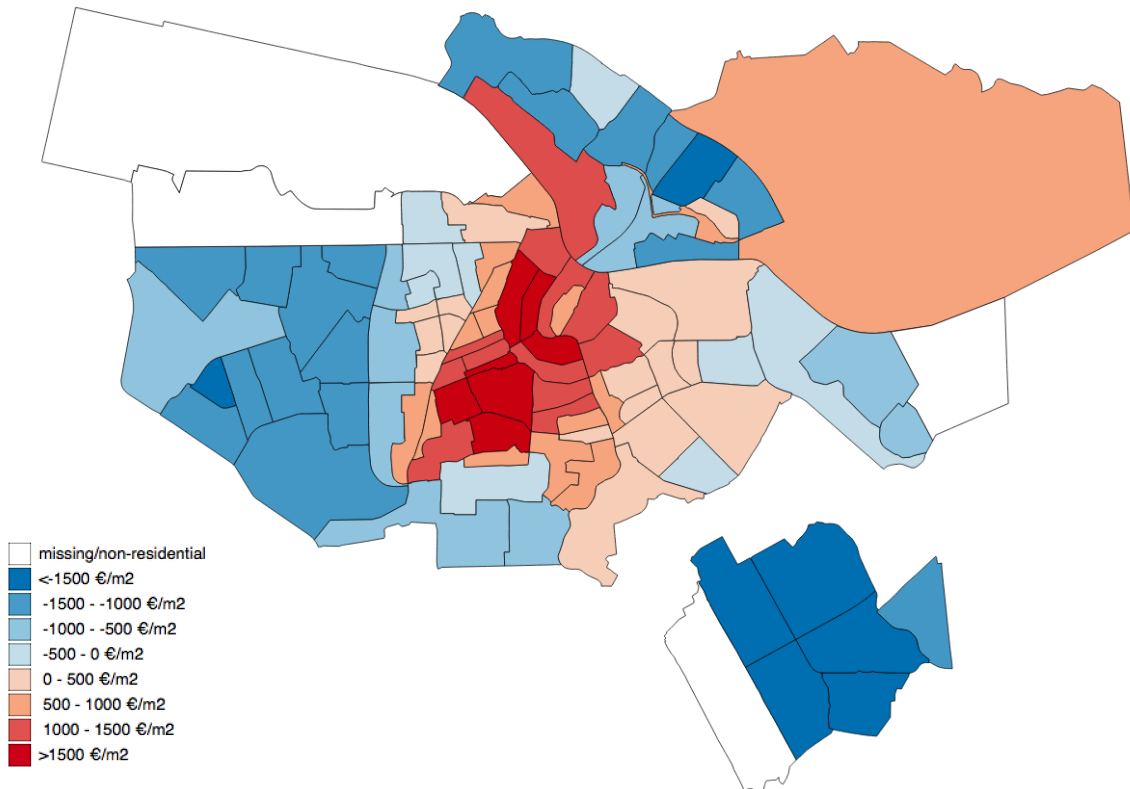 missing/non-residential
<-1500 €/m2
-1500 - -1000 €/m2
-1000 - -500 €/m2
-500 - 0 €/m2
0 - 500 €/m2
500 - 1000 €/m2
1000 - 1500 €/m2
>1500 €/m2